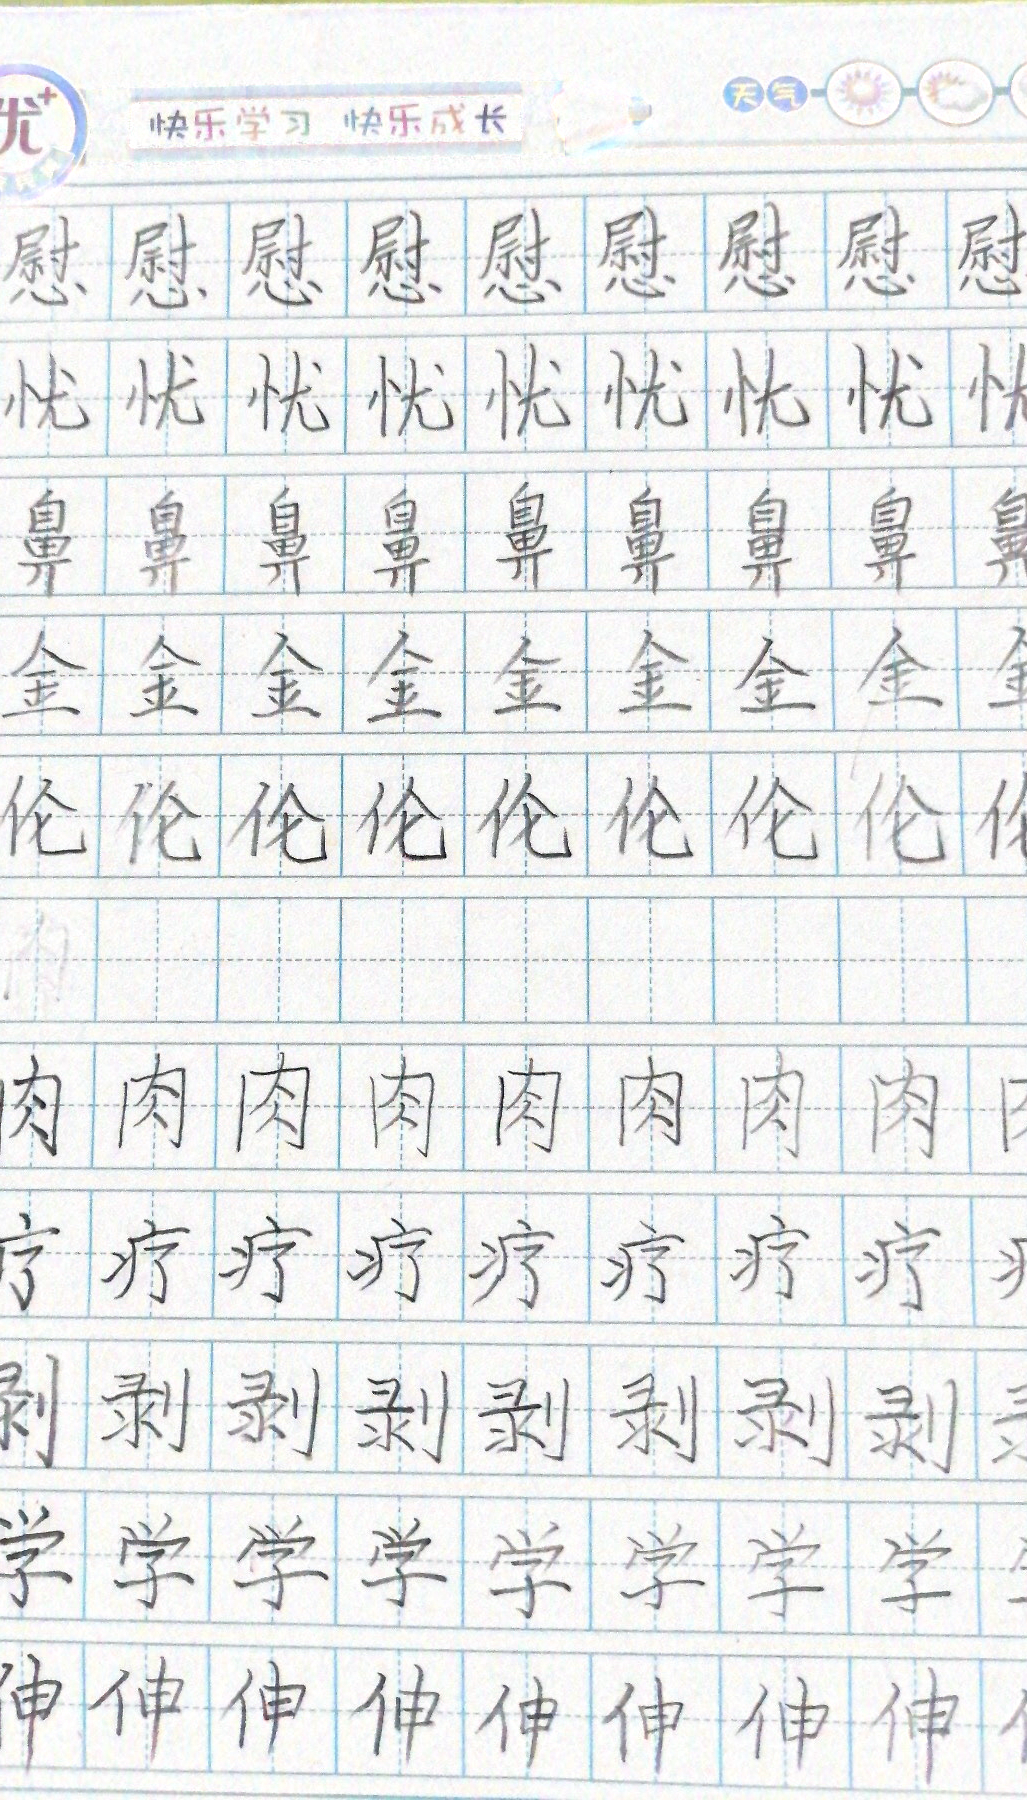 优+ 快乐学习 快乐成长 天气
慰慰慰慰慰慰慰慰慰
忧忧忧忧忧忧忧忧忧
鼻鼻鼻鼻鼻鼻鼻鼻鼻
金金金金金金金金金
伦伦伦伦伦伦伦伦伦
肉
肉肉肉肉肉肉肉肉肉
疗疗疗疗疗疗疗疗疗
剥剥剥剥剥剥剥剥剥
学学学学学学学学学
伸伸伸伸伸伸伸伸伸